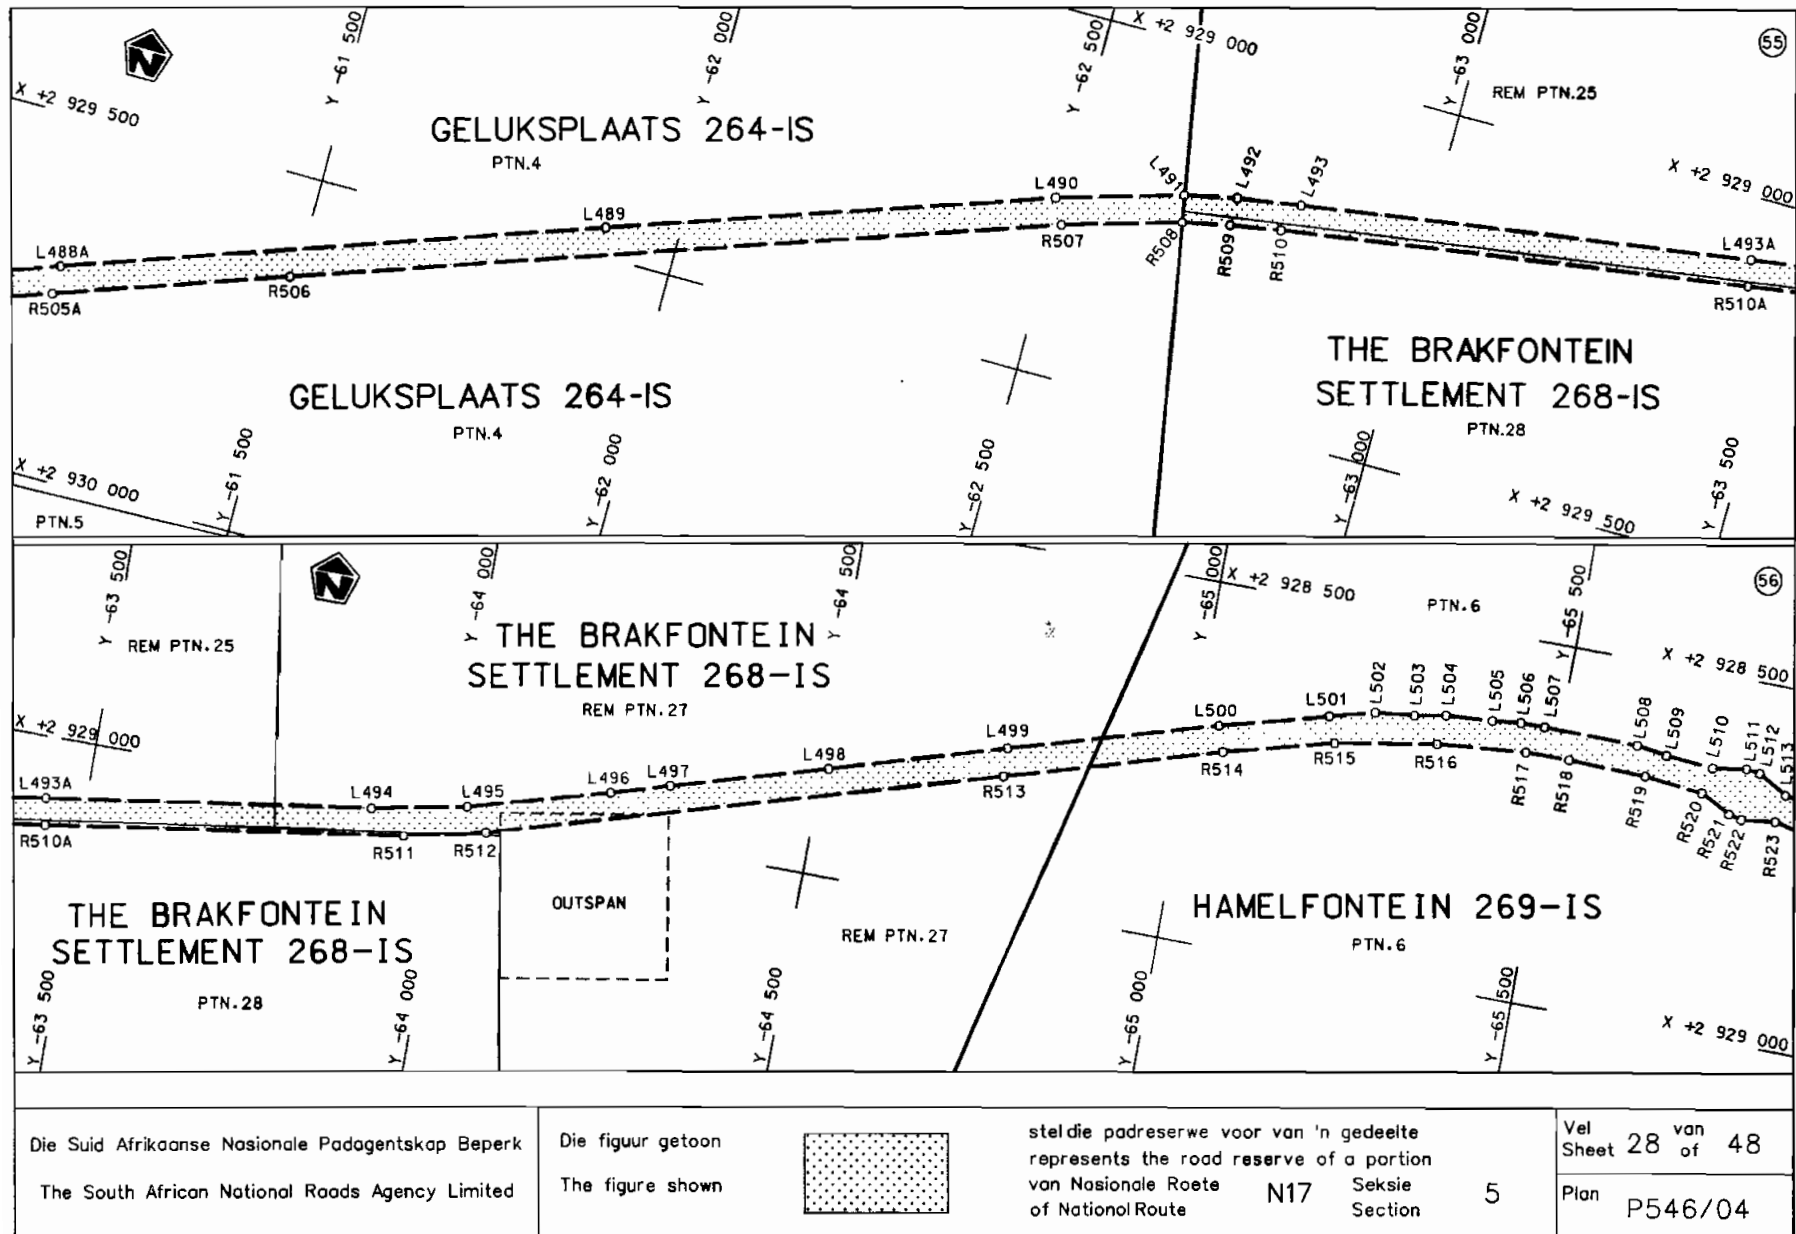 Y -61 500
Y -62 000
Y -62 500
X +2 929 000
Y -63 000
55
N
X +2 929 500
REM PTN.25
GELUKSPLAATS 264-IS
PTN.4
X +2 929 000
L488A
L489
L490
L491
L492
L493
L493A
R505A
R506
R507
R508
R509
R510
R510A
GELUKSPLAATS 264-IS
PTN.4
THE BRAKFONTEIN
SETTLEMENT 268-IS
PTN.28
X +2 930 000
PTN.5
Y -61 500
Y -62 000
Y -62 500
Y -63 000
X +2 929 500
Y -63 500
Y -63 500
N
Y -64 000
Y -64 500
Y -65 000
X +2 928 500
PTN.6
Y -65 500
56
REM PTN.25
THE BRAKFONTEIN
SETTLEMENT 268-IS
REM PTN.27
X +2 928 500
X +2 929 000
L493A
L494
L495
L496
L497
L498
L499
L500
L501
L502
L503
L504
L505
L506
L507
L508
L509
L510
L511
L512
L513
R510A
R511
R512
R513
R514
R515
R516
R517
R518
R519
R520
R521
R522
R523
THE BRAKFONTEIN
SETTLEMENT 268-IS
PTN.28
OUTSPAN
REM PTN.27
HAMELFONTEIN 269-IS
PTN.6
Y -63 500
Y -64 000
Y -64 500
Y -65 000
Y -65 500
X +2 929 000
Die Suid Afrikaanse Nasionale Padagentskap Beperk
The South African National Roads Agency Limited
Die figuur getoon
The figure shown
stel die padreserwe voor van 'n gedeelte
represents the road reserve of a portion
van Nasionale Roete N17 Seksie 5
of National Route Section
Vel van
Sheet 28 of 48
Plan P546/04